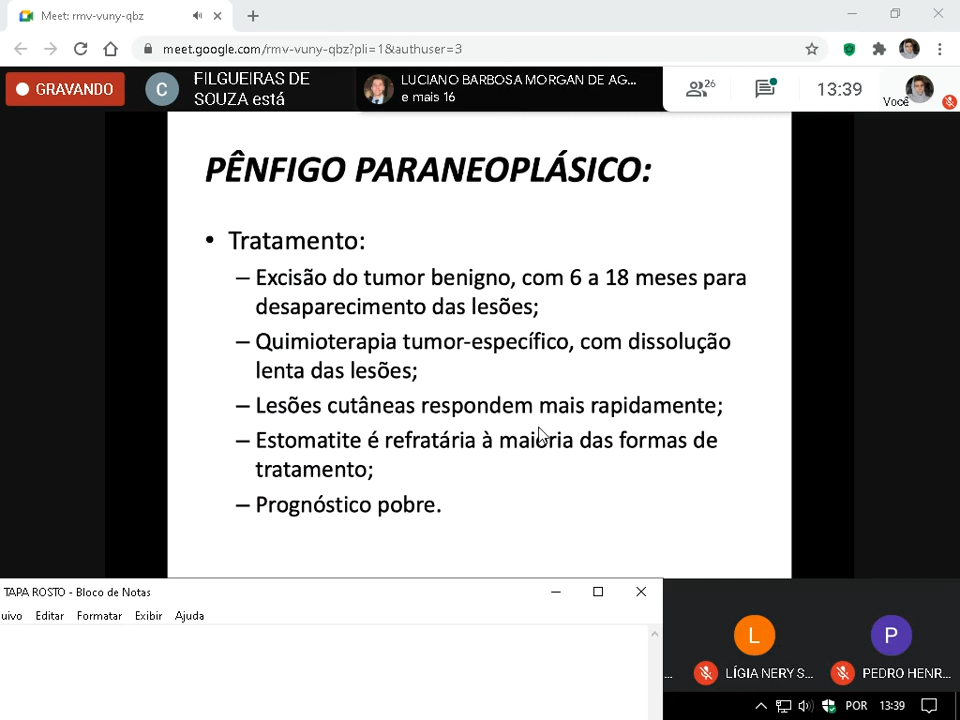 Meet: rmv-vuny-qbz
meet.google.com/rmv-vuny-qbz?pli=1&authuser=3
GRAVANDO
C
FILGUEIRAS DE
SOUZA está
LUCIANO BARBOSA MORGAN DE AG...
e mais 16
26
13:39
Você
PÊNFIGO PARANEOPLÁSICO:
• Tratamento:
– Excisão do tumor benigno, com 6 a 18 meses para
desaparecimento das lesões;
– Quimioterapia tumor-específico, com dissolução
lenta das lesões;
– Lesões cutâneas respondem mais rapidamente;
– Estomatite é refratária à maioria das formas de
tratamento;
– Prognóstico pobre.
TAPA ROSTO - Bloco de Notas
uivo Editar Formatar Exibir Ajuda
L
P
... LÍGIA NERY S... PEDRO HENR...
POR 13:39